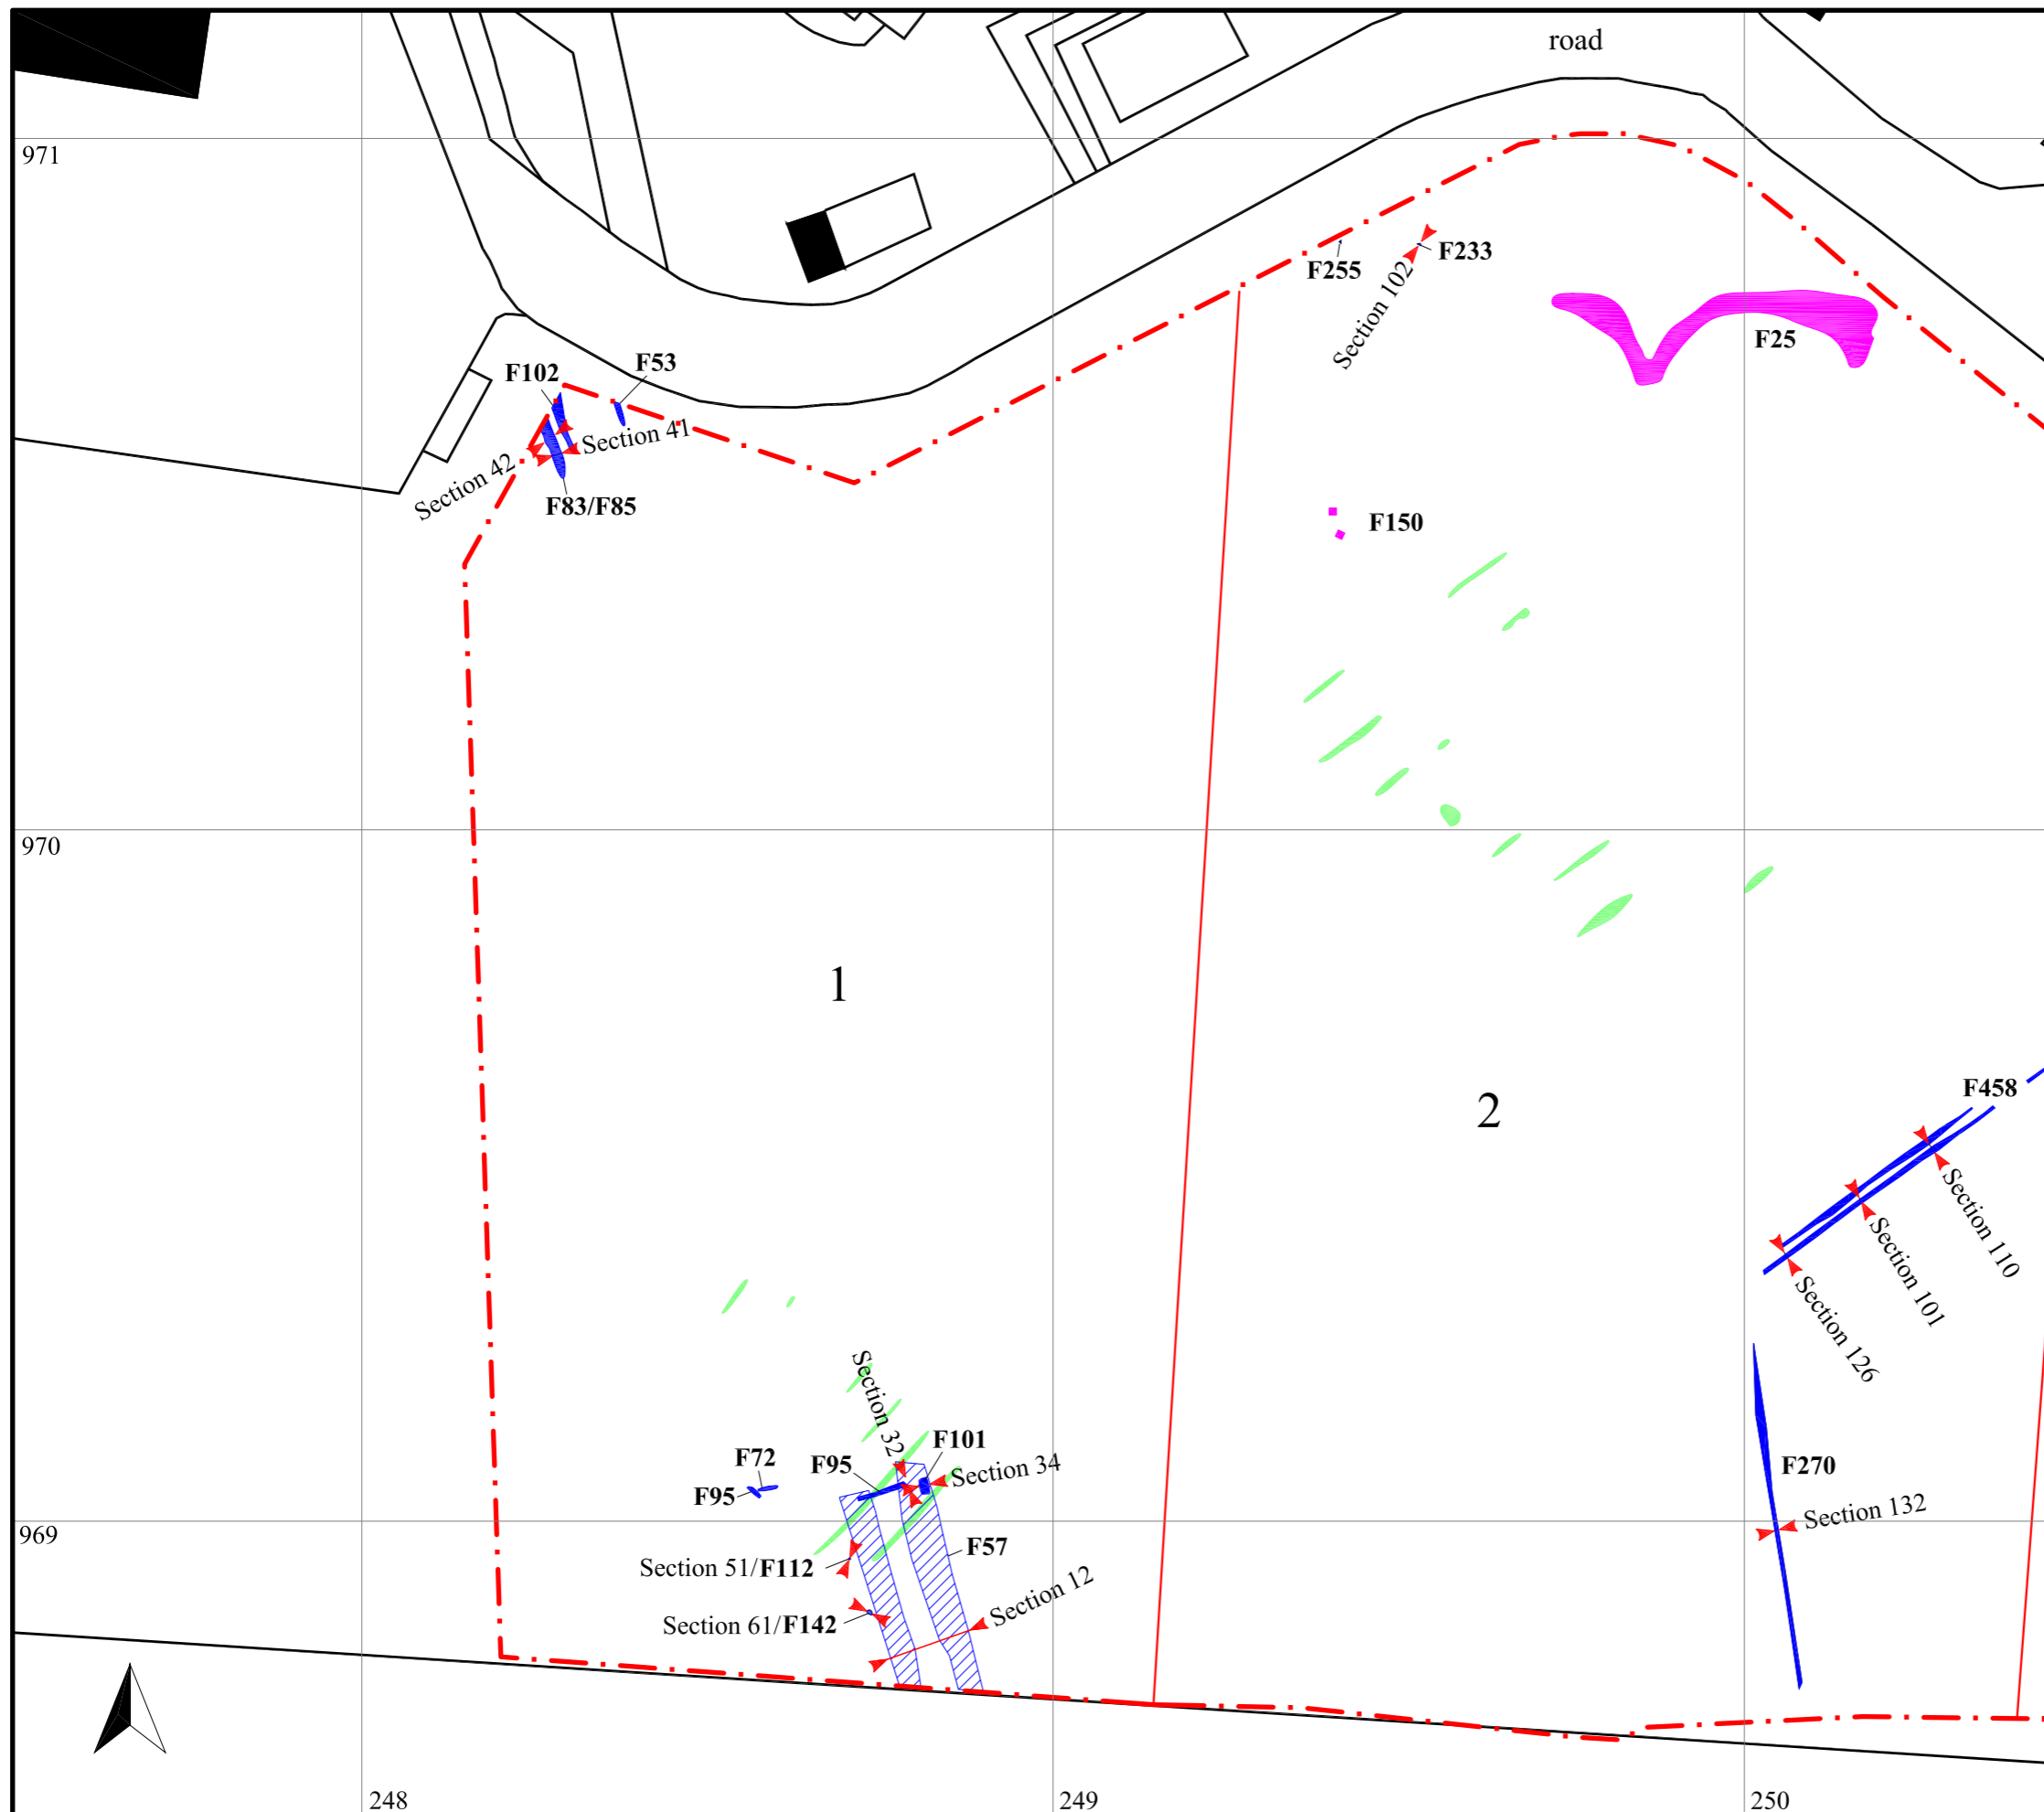 road
971
F255
F233
Section 102
F25
F53
F102
Section 41
Section 42
F83/F85
F150
970
1
2
F458
Section 110
Section 101
Section 126
Section 32
F101
F72
F95
F95
Section 34
F270
Section 132
969
F57
Section 51/F112
Section 12
Section 61/F142
248
249
250